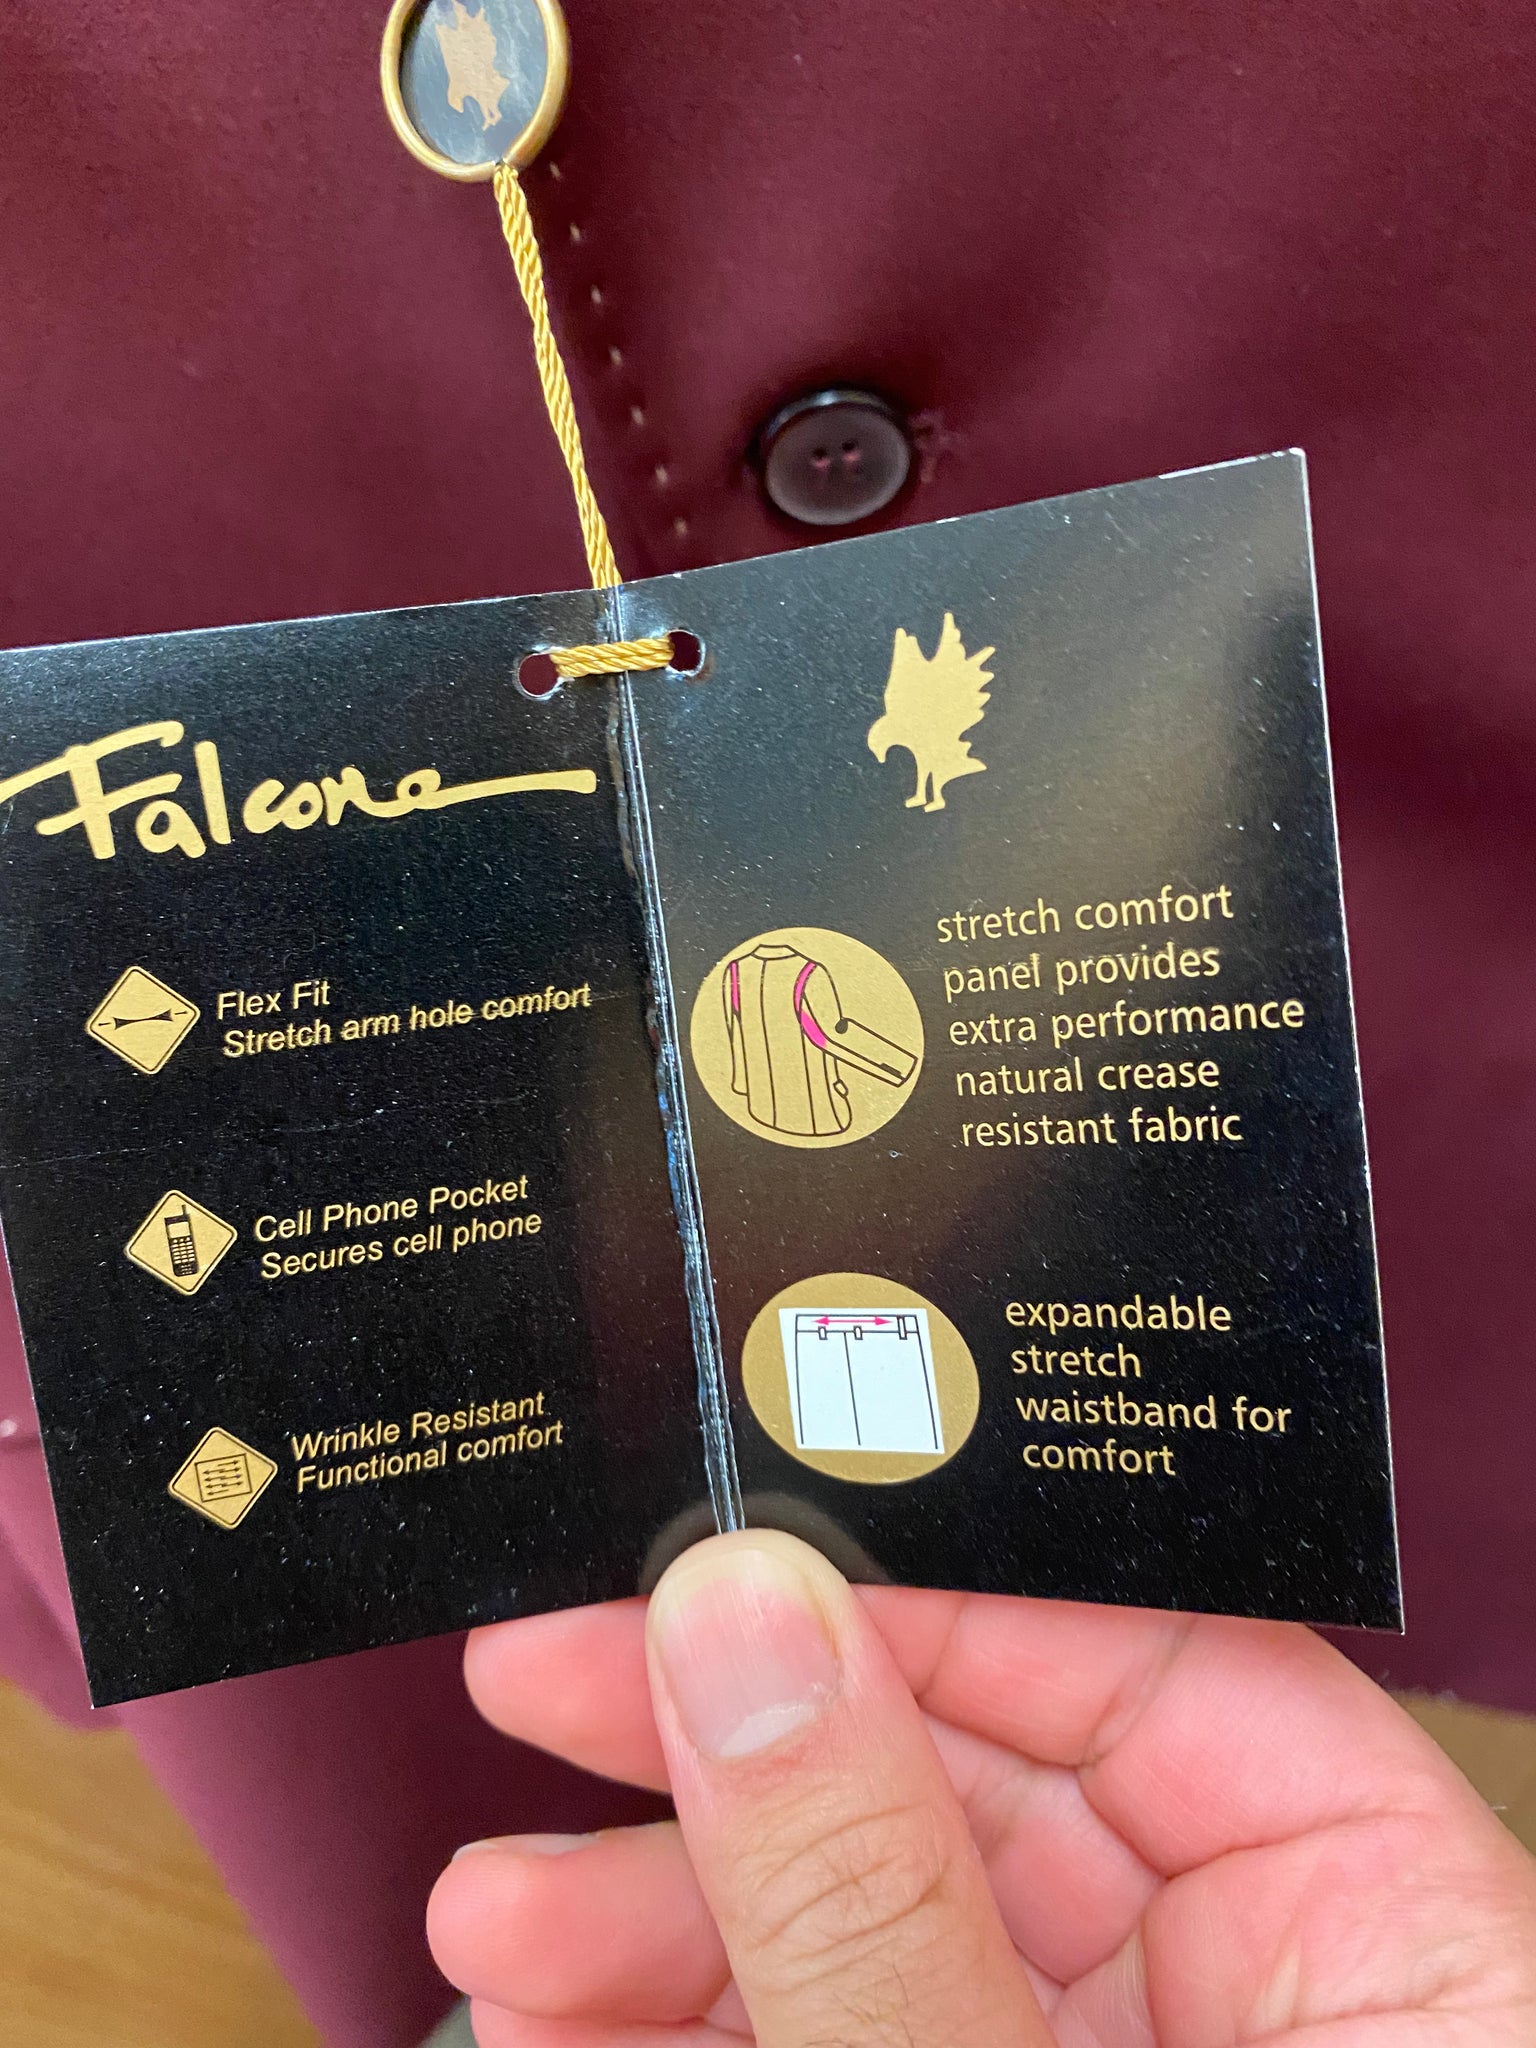 Falcone
Flex Fit
Stretch arm hole comfort
Cell Phone Pocket
Secures cell phone
Wrinkle Resistant
Functional comfort
stretch comfort
panel provides
extra performance
natural crease
resistant fabric
expandable
stretch
waistband for
comfort